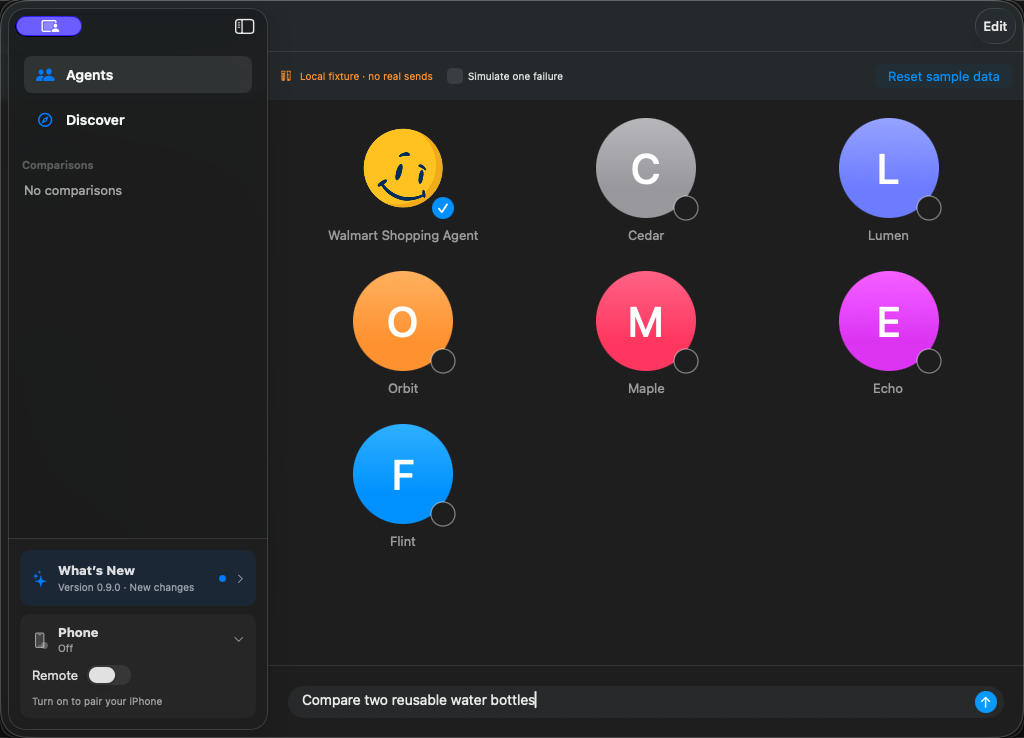 Edit
Agents
Discover
Comparisons
No comparisons
Local fixture · no real sends
Simulate one failure
Reset sample data
Walmart Shopping Agent
C
Cedar
L
Lumen
O
Orbit
M
Maple
E
Echo
F
Flint
What's New
Version 0.9.0 · New changes
Phone
Off
Remote
Turn on to pair your iPhone
Compare two reusable water bottles